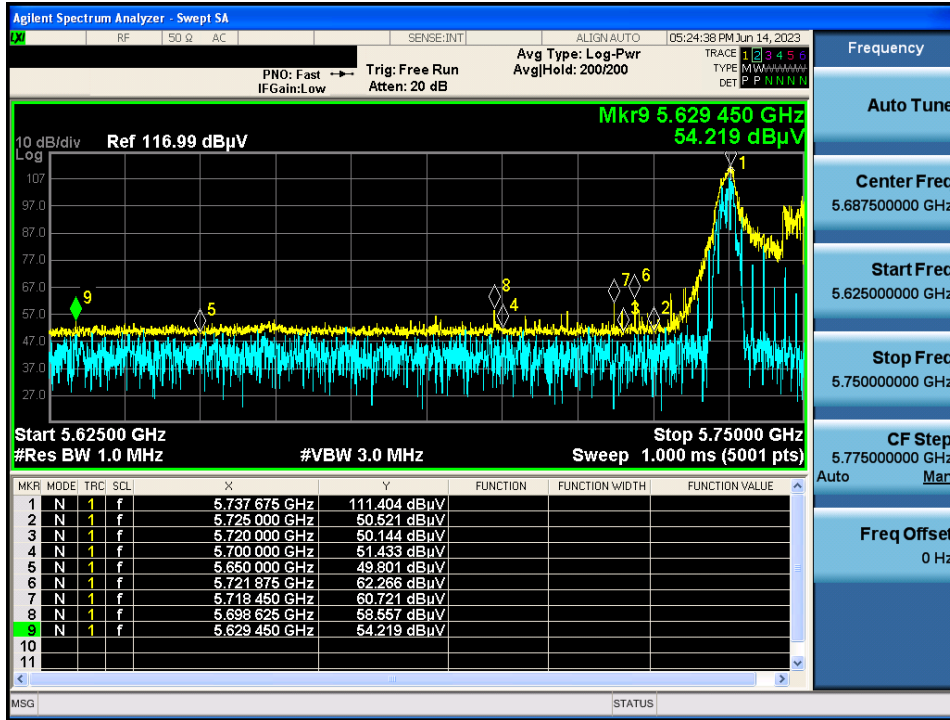 Agilent Spectrum Analyzer - Swept SA
LXI RF 50 Ω AC SENSE:INT ALIGN AUTO 05:24:38 PM Jun 14, 2023
Frequency
PNO: Fast Trig: Free Run Avg Type: Log-Pwr TRACE 1 2 3 4 5 6
IFGain:Low Atten: 20 dB Avg|Hold: 200/200 TYPE MWWWWW
DET P P N N N N
Auto Tune
Mkr9 5.629 450 GHz
54.219 dBµV
10 dB/div Ref 116.99 dBµV
Log
107
97.0
87.0
77.0
67.0
57.0
47.0
37.0
27.0
1
9
5
8
4
7
6
3
2
Start 5.62500 GHz Stop 5.75000 GHz
#Res BW 1.0 MHz #VBW 3.0 MHz Sweep 1.000 ms (5001 pts)
Center Freq
5.687500000 GHz
Start Freq
5.625000000 GHz
Stop Freq
5.750000000 GHz
CF Step
5.775000000 GHz
Auto Man
Freq Offset
0 Hz
MKR MODE TRC SCL X Y FUNCTION FUNCTION WIDTH FUNCTION VALUE
1 N 1 f 5.737 675 GHz 111.404 dBµV
2 N 1 f 5.725 000 GHz 50.521 dBµV
3 N 1 f 5.720 000 GHz 50.144 dBµV
4 N 1 f 5.700 000 GHz 51.433 dBµV
5 N 1 f 5.650 000 GHz 49.801 dBµV
6 N 1 f 5.721 875 GHz 62.266 dBµV
7 N 1 f 5.718 450 GHz 60.721 dBµV
8 N 1 f 5.698 625 GHz 58.557 dBµV
9 N 1 f 5.629 450 GHz 54.219 dBµV
10
11
MSG STATUS